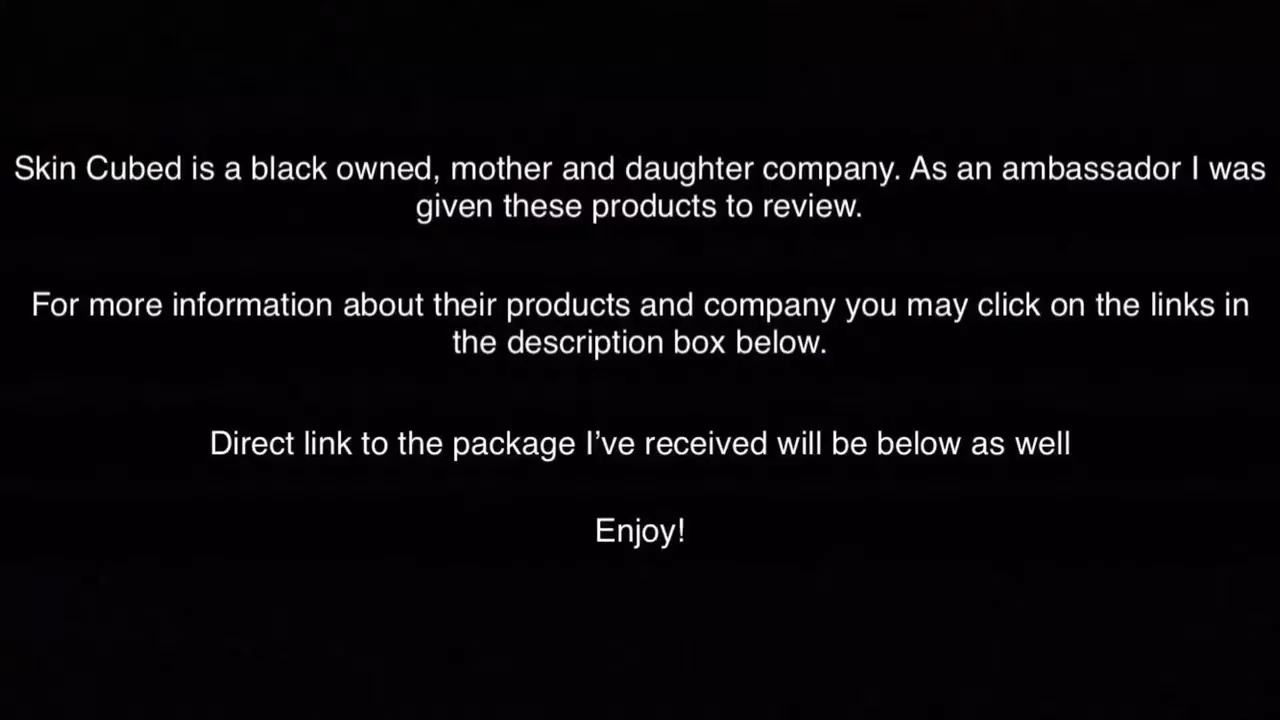 Skin Cubed is a black owned, mother and daughter company. As an ambassador I was
given these products to review.
For more information about their products and company you may click on the links in
the description box below.
Direct link to the package I’ve received will be below as well
Enjoy!